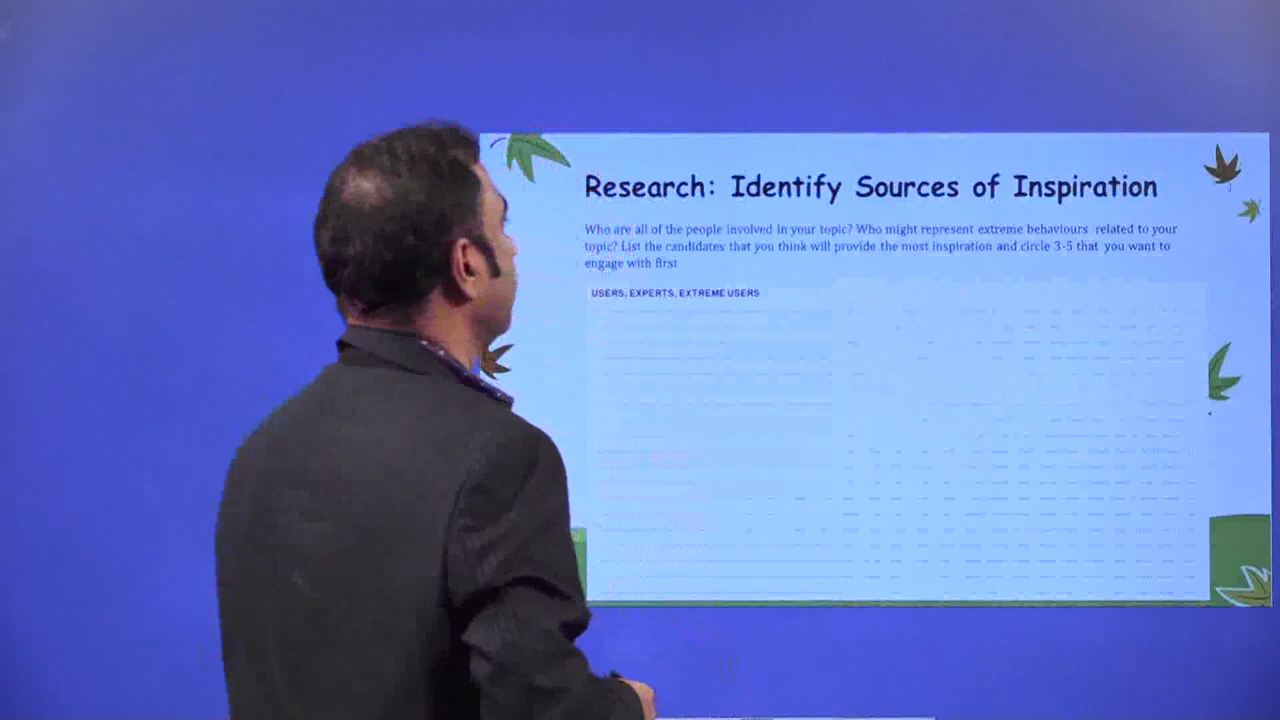 Research: Identify Sources of Inspiration
Who are all of the people involved in your topic? Who might represent extreme behaviours related to your
topic? List the candidates that you think will provide the most inspiration and circle 3-5 that you want to
engage with first
USERS, EXPERTS, EXTREME USERS